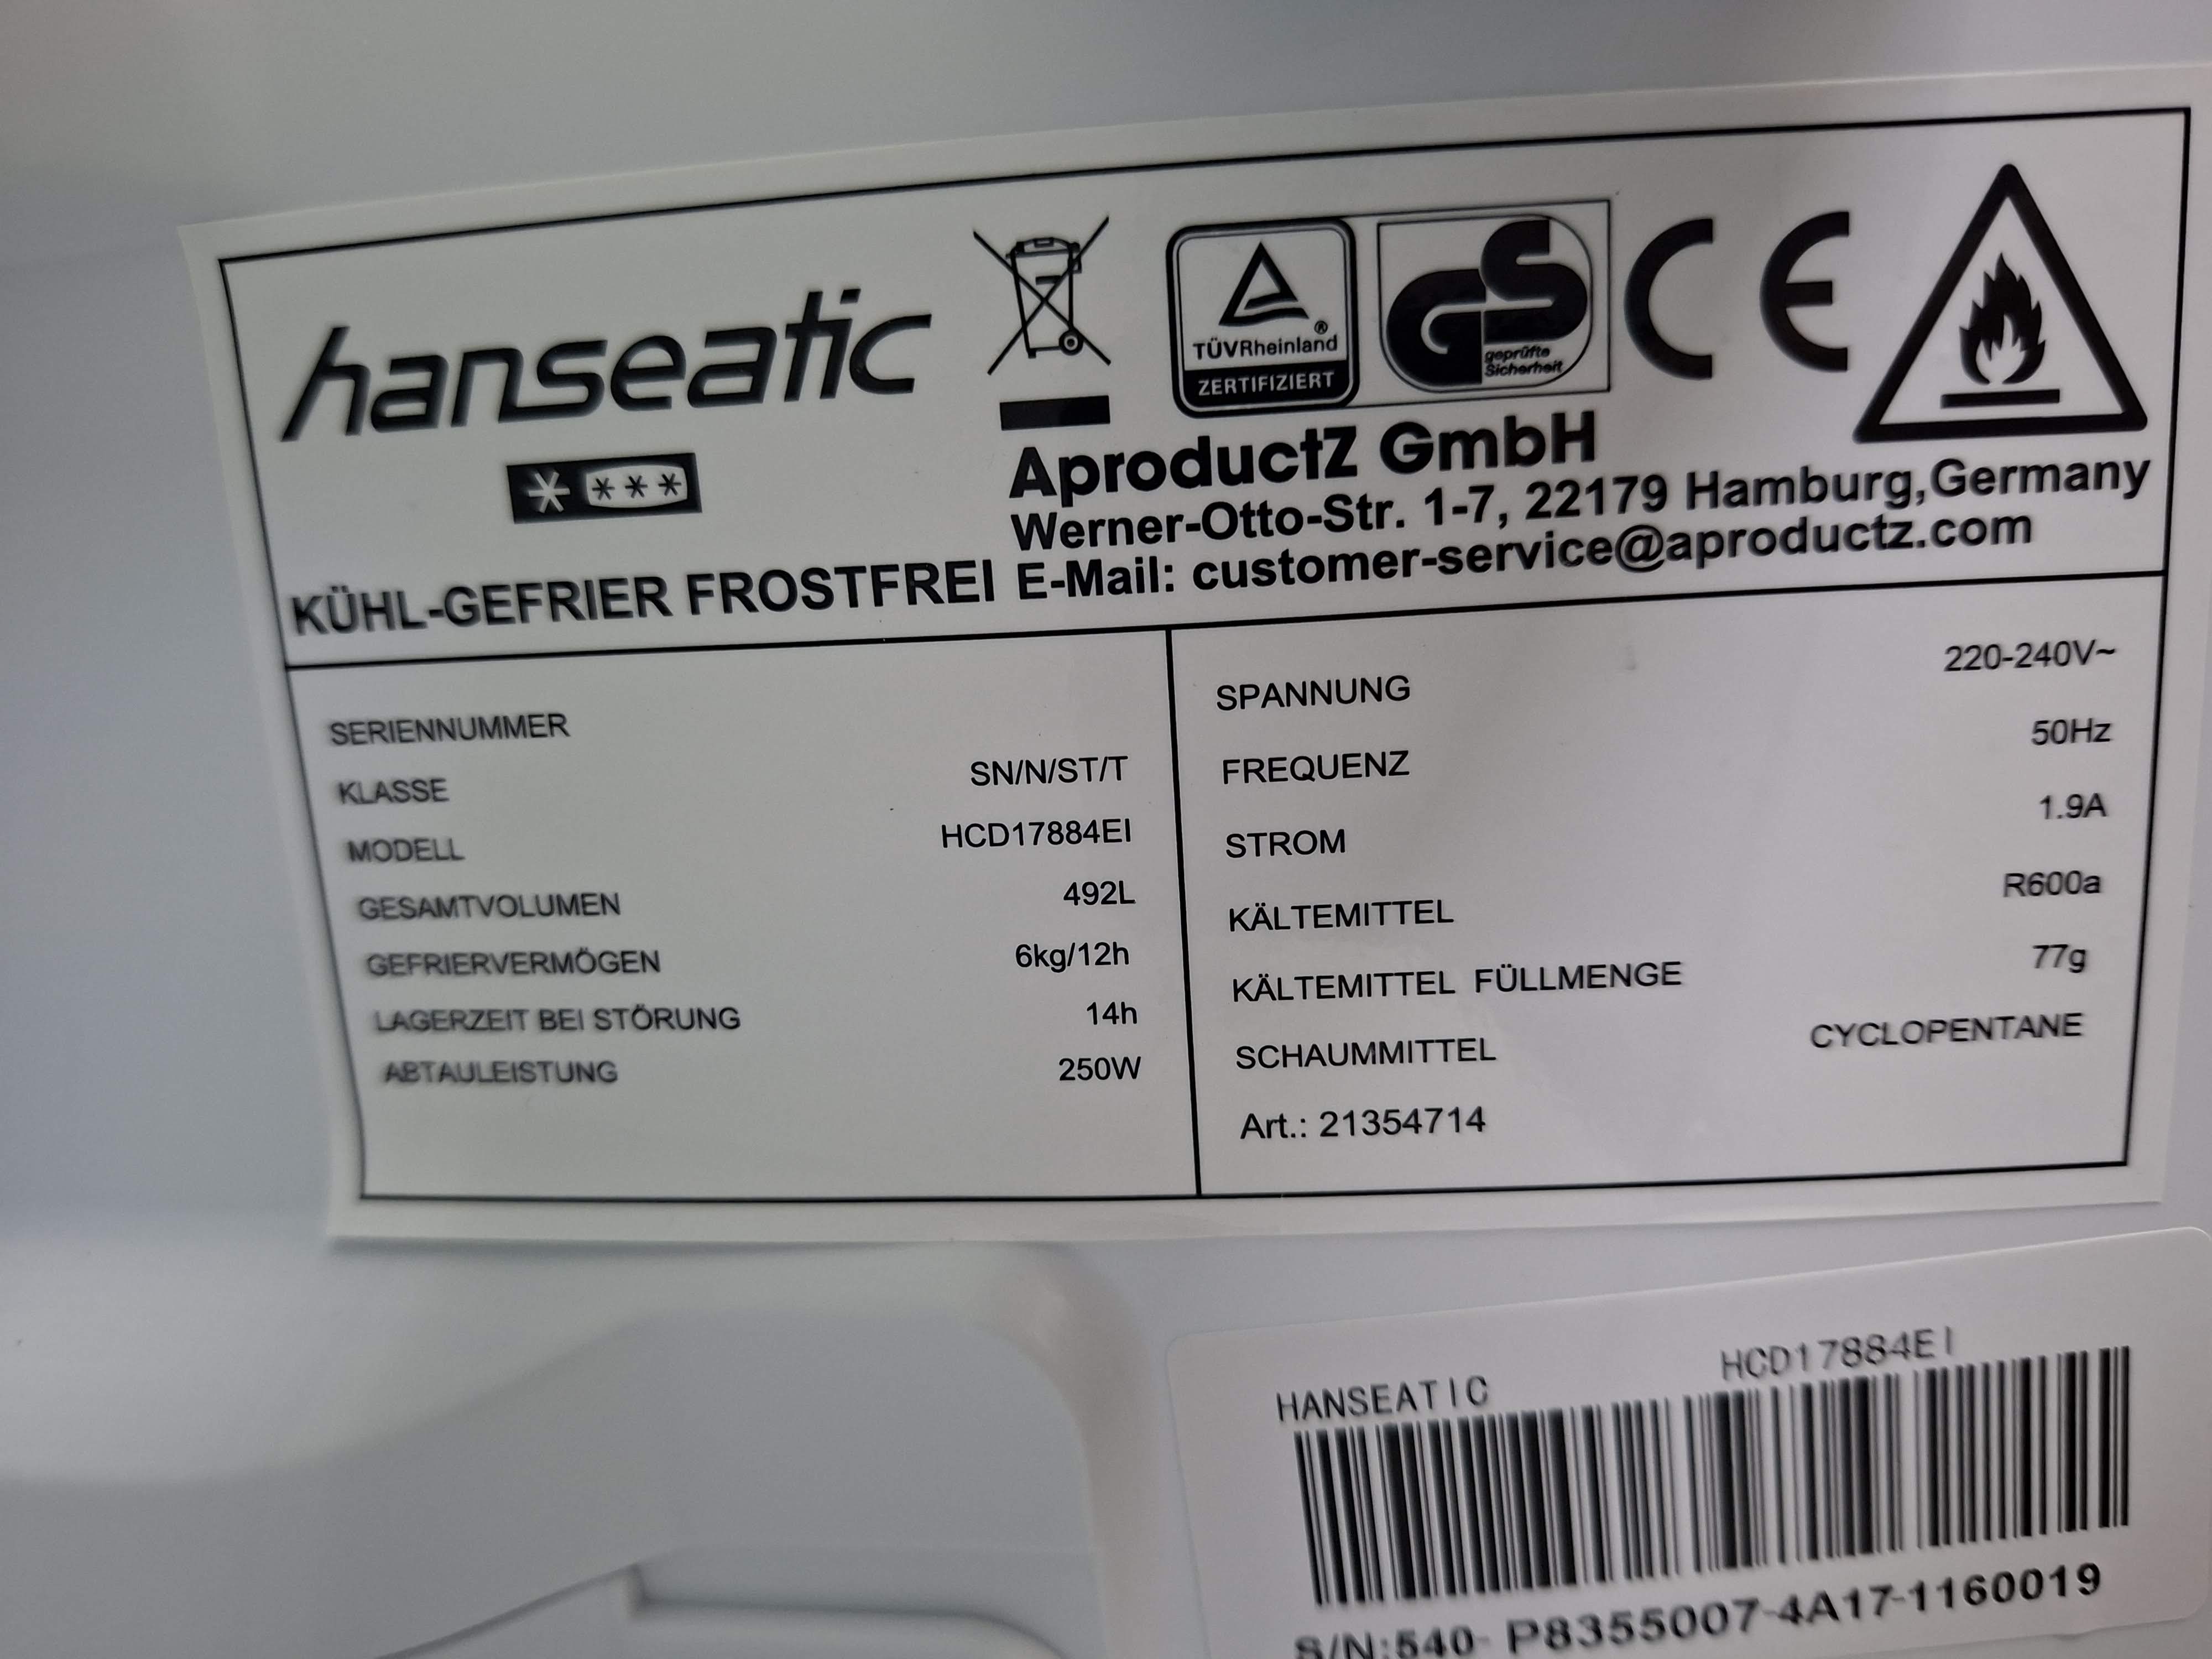 hanseatic
TÜVRheinland®
ZERTIFIZIERT
GS
geprüfte
Sicherheit
CE
AproductZ GmbH
Werner-Otto-Str. 1-7, 22179 Hamburg,Germany
E-Mail: customer-service@aproductz.com
KÜHL-GEFRIER FROSTFREI
SERIENNUMMER
KLASSE SN/N/ST/T
MODELL HCD17884EI
GESAMTVOLUMEN 492L
GEFRIERVERMÖGEN 6kg/12h
LAGERZEIT BEI STÖRUNG 14h
ABTAULEISTUNG 250W
SPANNUNG 220-240V~
FREQUENZ 50Hz
STROM 1.9A
KÄLTEMITTEL R600a
KÄLTEMITTEL FÜLLMENGE 77g
SCHAUMMITTEL CYCLOPENTANE
Art.: 21354714
HANSEATIC HCD17884EI
S/N:540- P8355007-4A17-1160019